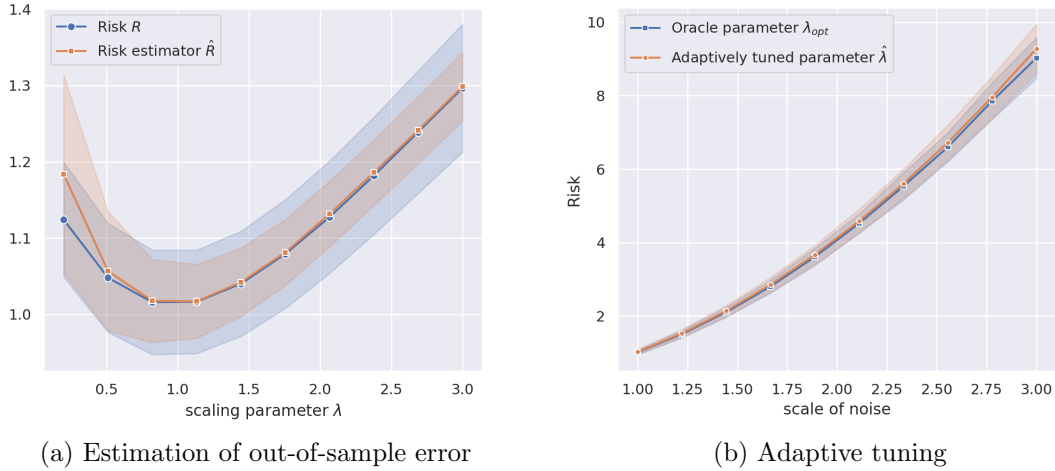 1.4
1.3
1.2
1.1
1.0
Risk R
Risk estimator R̂
0.5 1.0 1.5 2.0 2.5 3.0
scaling parameter λ
(a) Estimation of out-of-sample error
10
8
6
4
2
Risk
Oracle parameter λ_opt
Adaptively tuned parameter λ̂
1.00 1.25 1.50 1.75 2.00 2.25 2.50 2.75 3.00
scale of noise
(b) Adaptive tuning